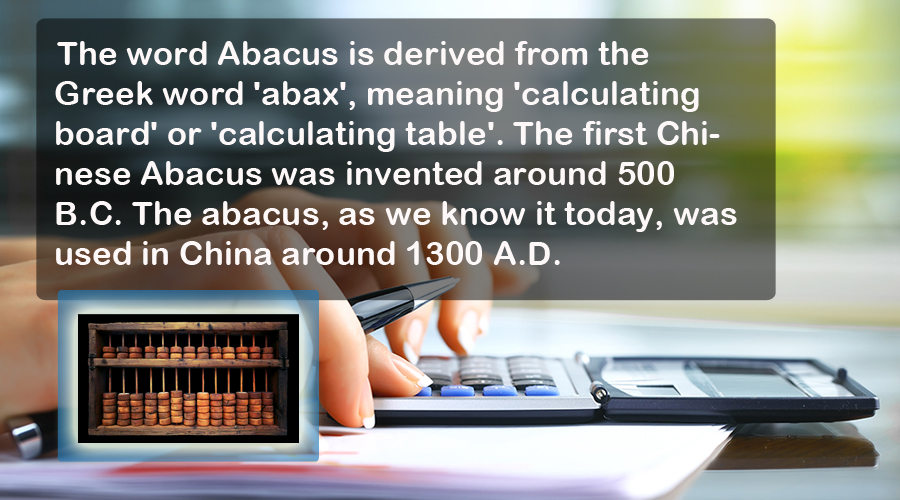 The word Abacus is derived from the
Greek word 'abax', meaning 'calculating
board' or 'calculating table'. The first Chi-
nese Abacus was invented around 500
B.C. The abacus, as we know it today, was
used in China around 1300 A.D.